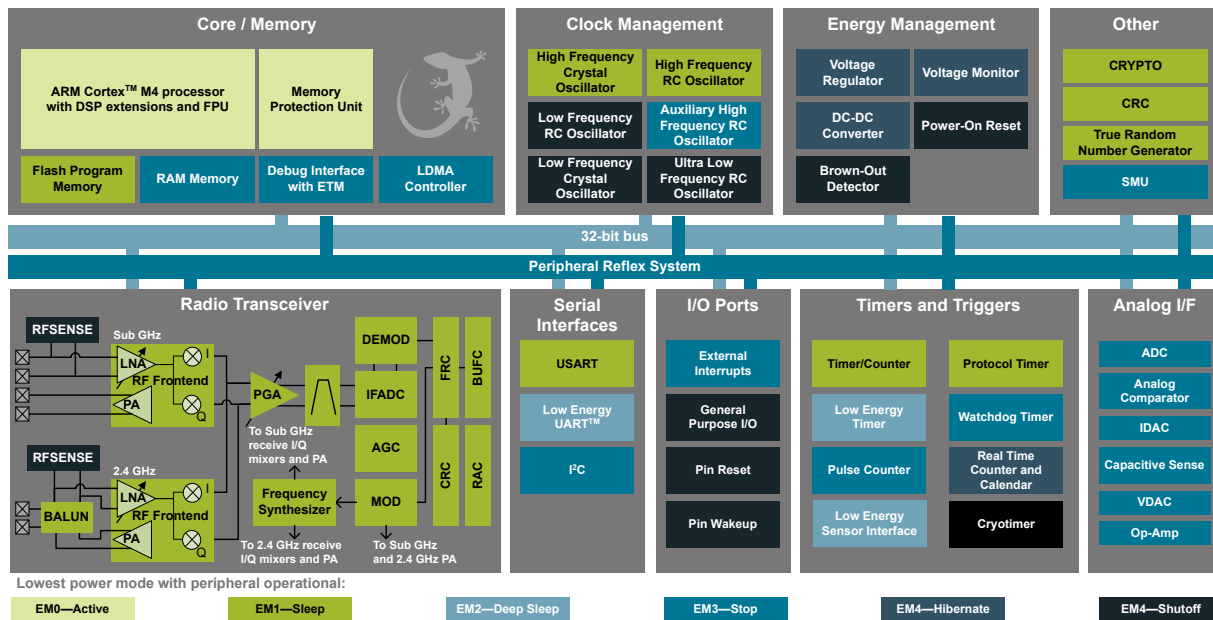 Core / Memory
ARM Cortex™ M4 processor
with DSP extensions and FPU
Memory
Protection Unit
Flash Program
Memory
RAM Memory
Debug Interface
with ETM
LDMA
Controller
Clock Management
High Frequency
Crystal
Oscillator
High Frequency
RC Oscillator
Low Frequency
RC Oscillator
Auxiliary High
Frequency RC
Oscillator
Low Frequency
Crystal
Oscillator
Ultra Low
Frequency RC
Oscillator
Energy Management
Voltage
Regulator
Voltage Monitor
DC-DC
Converter
Power-On Reset
Brown-Out
Detector
Other
CRYPTO
CRC
True Random
Number Generator
SMU
32-bit bus
Peripheral Reflex System
Radio Transceiver
RFSENSE
Sub GHz
LNA
RF Frontend
PA
I
Q
RFSENSE
2.4 GHz
LNA
RF Frontend
BALUN
PA
I
Q
PGA
To Sub GHz
receive I/Q
mixers and PA
Frequency
Synthesizer
To 2.4 GHz receive
I/Q mixers and PA
DEMOD
IFADC
AGC
MOD
To Sub GHz
and 2.4 GHz PA
FRC
BUFC
CRC
RAC
Serial
Interfaces
USART
Low Energy
UART™
I²C
I/O Ports
External
Interrupts
General
Purpose I/O
Pin Reset
Pin Wakeup
Timers and Triggers
Timer/Counter
Protocol Timer
Low Energy
Timer
Watchdog Timer
Pulse Counter
Real Time
Counter and
Calendar
Low Energy
Sensor Interface
Cryotimer
Analog I/F
ADC
Analog
Comparator
IDAC
Capacitive Sense
VDAC
Op-Amp
Lowest power mode with peripheral operational:
EM0—Active
EM1—Sleep
EM2—Deep Sleep
EM3—Stop
EM4—Hibernate
EM4—Shutoff